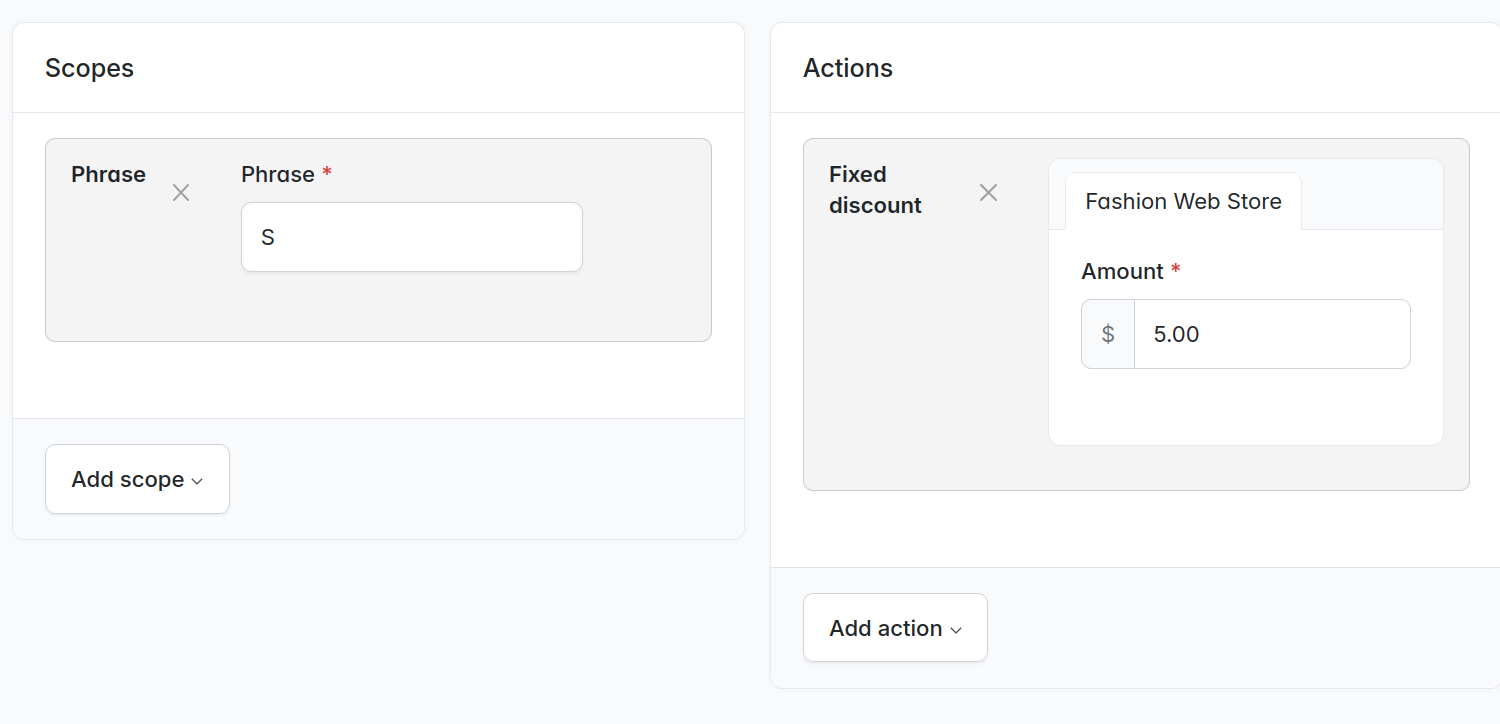 Scopes
Phrase
Phrase *
S
Add scope
Actions
Fixed
discount
Fashion Web Store
Amount *
$ 5.00
Add action